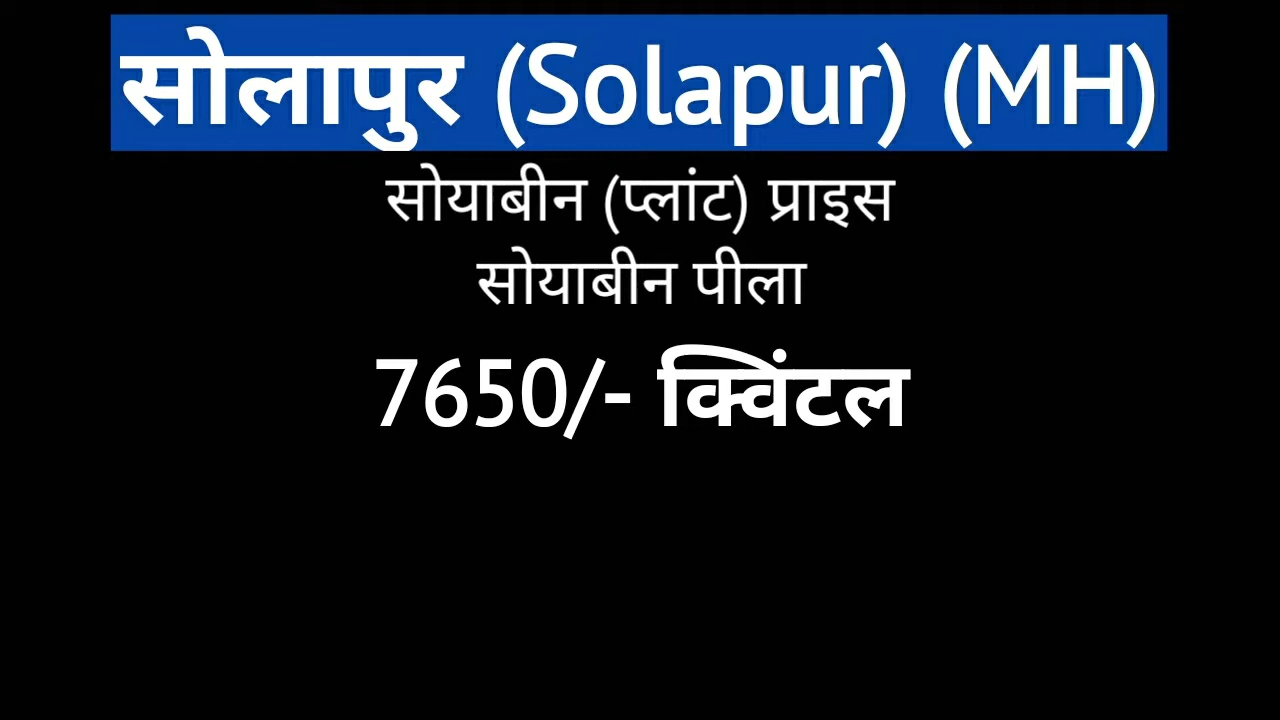 सोलापुर (Solapur) (MH)
सोयाबीन (प्लांट) प्राइस
सोयाबीन पीला
7650/- क्विंटल